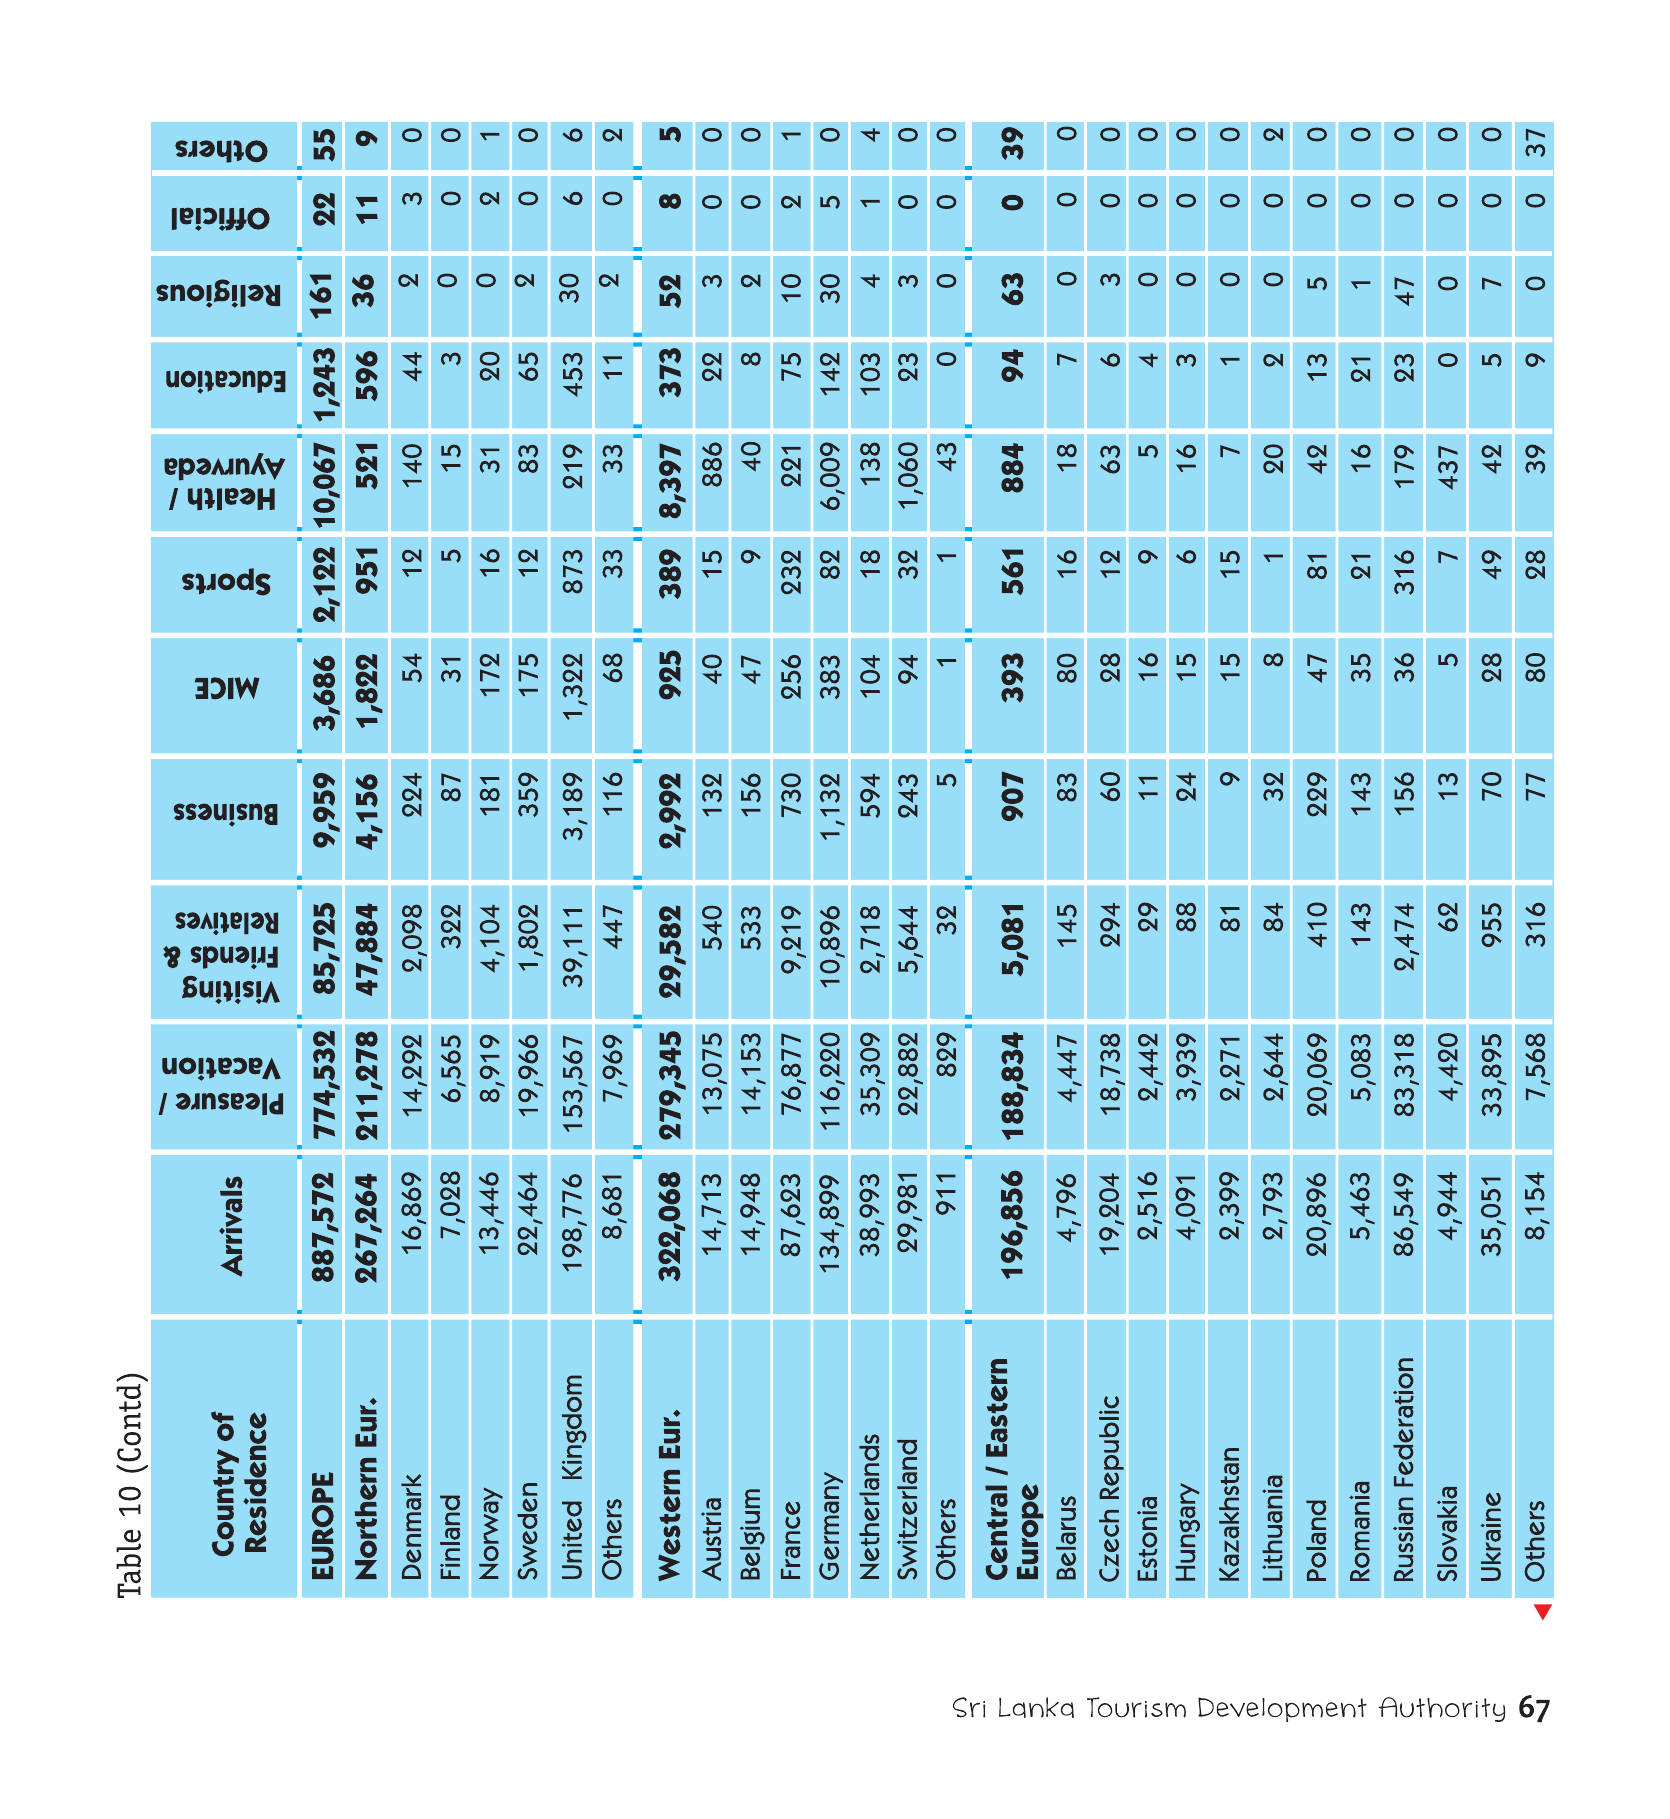 Table 10 (Contd)
Country of Residence Arrivals Pleasure / Vacation Visiting Friends & Relatives Business MICE Sports Health / Ayurveda Education Religious Official Others
EUROPE 887,572 774,532 85,725 9,959 3,686 2,122 10,067 1,243 161 22 55
Northern Eur. 267,264 211,278 47,884 4,156 1,822 951 521 596 36 11 9
Denmark 16,869 14,292 2,098 224 54 12 140 44 2 3 0
Finland 7,028 6,565 322 87 31 5 15 3 0 0 0
Norway 13,446 8,919 4,104 181 172 16 31 20 0 2 1
Sweden 22,464 19,966 1,802 359 175 12 83 65 2 0 0
United Kingdom 198,776 153,567 39,111 3,189 1,322 873 219 453 30 6 6
Others 8,681 7,969 447 116 68 33 33 11 2 0 2
Western Eur. 322,068 279,345 29,582 2,992 925 389 8,397 373 52 8 5
Austria 14,713 13,075 540 132 40 15 886 22 3 0 0
Belgium 14,948 14,153 533 156 47 9 40 8 2 0 0
France 87,623 76,877 9,219 730 256 232 221 75 10 2 1
Germany 134,899 116,220 10,896 1,132 383 82 6,009 142 30 5 0
Netherlands 38,993 35,309 2,718 594 104 18 138 103 4 1 4
Switzerland 29,981 22,882 5,644 243 94 32 1,060 23 3 0 0
Others 911 829 32 5 1 1 43 0 0 0 0
Central / Eastern Europe 196,856 188,834 5,081 907 393 561 884 94 63 0 39
Belarus 4,796 4,447 145 83 80 16 18 7 0 0 0
Czech Republic 19,204 18,738 294 60 28 12 63 6 3 0 0
Estonia 2,516 2,442 29 11 16 9 5 4 0 0 0
Hungary 4,091 3,939 88 24 15 6 16 3 0 0 0
Kazakhstan 2,399 2,271 81 9 15 15 7 1 0 0 0
Lithuania 2,793 2,644 84 32 8 1 20 2 0 0 2
Poland 20,896 20,069 410 229 47 81 42 13 5 0 0
Romania 5,463 5,083 143 143 35 21 16 21 1 0 0
Russian Federation 86,549 83,318 2,474 156 36 316 179 23 47 0 0
Slovakia 4,944 4,420 62 13 5 7 437 0 0 0 0
Ukraine 35,051 33,895 955 70 28 49 42 5 7 0 0
Others 8,154 7,568 316 77 80 28 39 9 0 0 37
Sri Lanka Tourism Development Authority 67